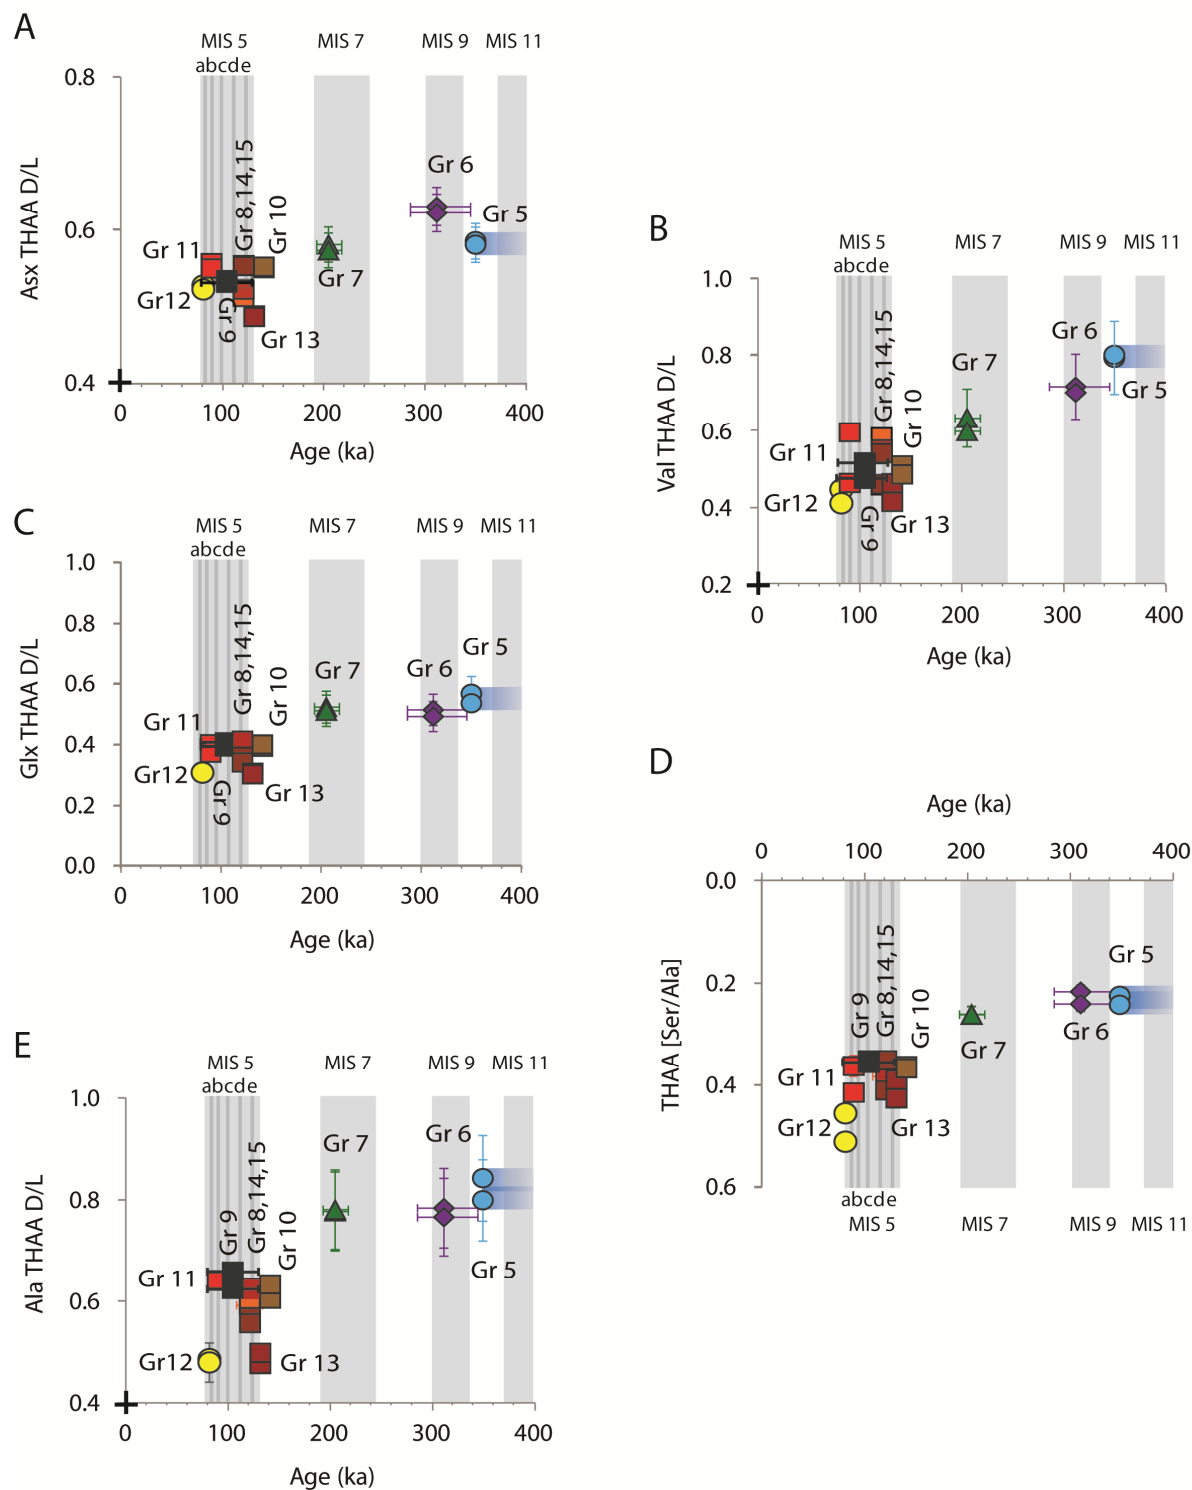 A
MIS 5
abcde
MIS 7
MIS 9
MIS 11
0.8
0.6
0.4
Asx THAA D/L
Gr 11
Gr12
Gr 9
Gr 8,14,15
Gr 10
Gr 13
Gr 7
Gr 6
Gr 5
0
100
200
300
400
Age (ka)
B
MIS 5
abcde
MIS 7
MIS 9
MIS 11
1.0
0.8
0.6
0.4
0.2
Val THAA D/L
Gr 11
Gr12
Gr 9
Gr 8,14,15
Gr 10
Gr 13
Gr 7
Gr 6
Gr 5
0
100
200
300
400
Age (ka)
C
MIS 5
abcde
MIS 7
MIS 9
MIS 11
1.0
0.8
0.6
0.4
0.2
0.0
Glx THAA D/L
Gr 11
Gr12
Gr 9
Gr 8,14,15
Gr 10
Gr 13
Gr 7
Gr 6
Gr 5
0
100
200
300
400
Age (ka)
D
Age (ka)
0
100
200
300
400
0.0
0.2
0.4
0.6
THAA [Ser/Ala]
Gr 9
Gr 8,14,15
Gr 10
Gr 11
Gr12
Gr 13
Gr 7
Gr 6
Gr 5
abcde
MIS 5
MIS 7
MIS 9
MIS 11
E
MIS 5
abcde
MIS 7
MIS 9
MIS 11
1.0
0.8
0.6
0.4
Ala THAA D/L
Gr 9
Gr 8,14,15
Gr 10
Gr 11
Gr12
Gr 13
Gr 7
Gr 6
Gr 5
0
100
200
300
400
Age (ka)